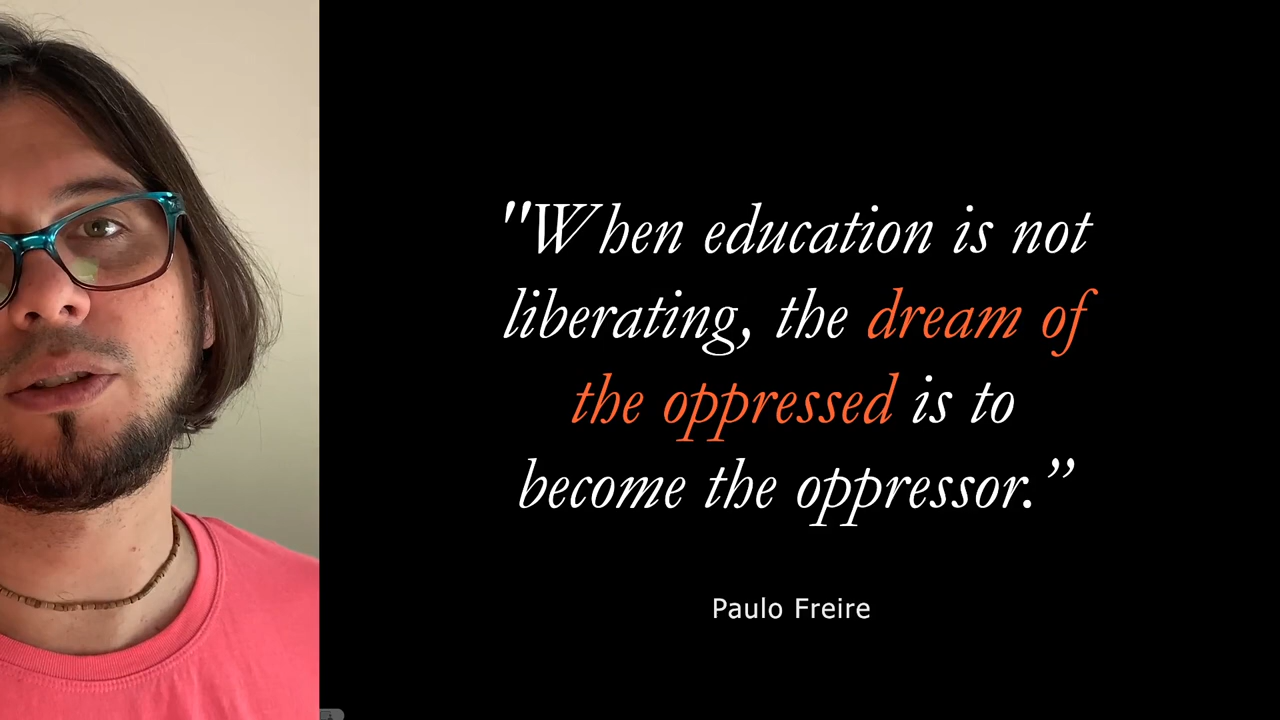 "When education is not
liberating, the dream of
the oppressed is to
become the oppressor.”
Paulo Freire